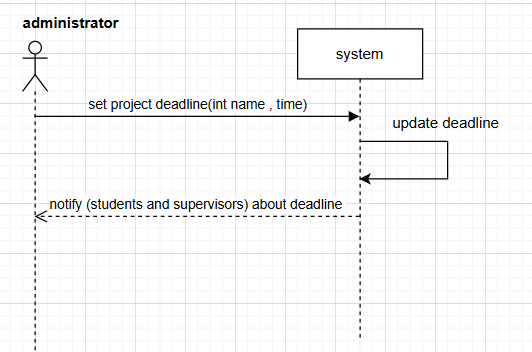 administrator
system
set project deadline(int name , time)
update deadline
notify (students and supervisors) about deadline